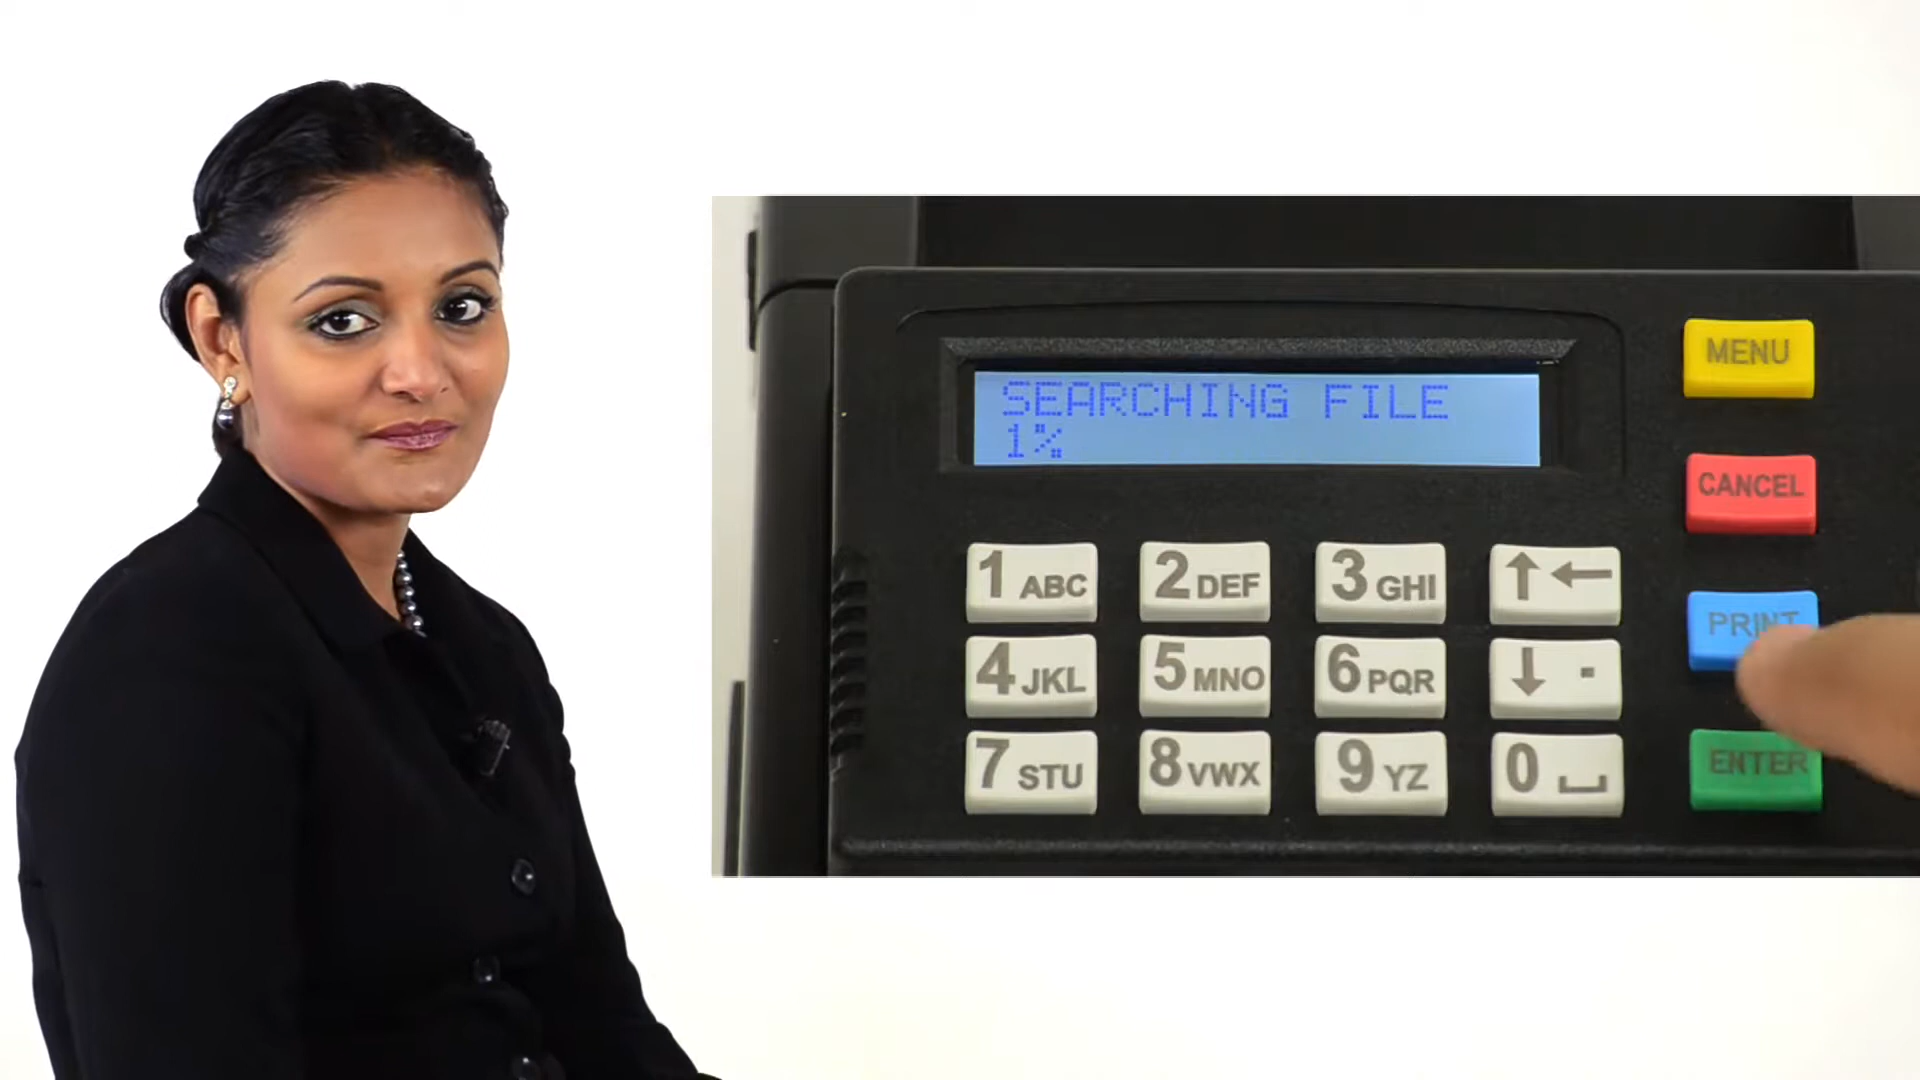 SEARCHING FILE
1%
MENU
CANCEL
1 ABC 2 DEF 3 GHI ↑←
PRINT
4 JKL 5 MNO 6 PQR ↓ ·
7 STU 8 VWX 9 YZ 0 ⌴
ENTER